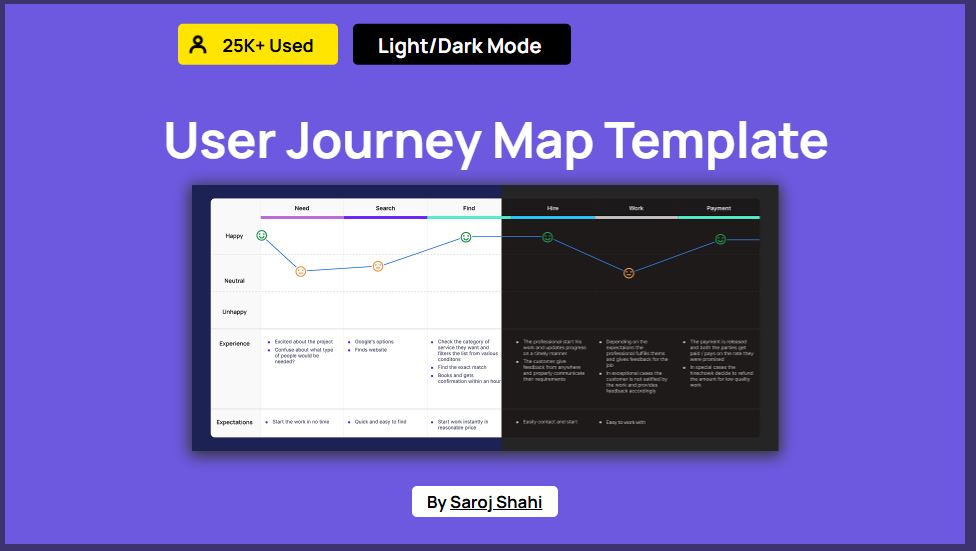 25K+ Used
Light/Dark Mode
User Journey Map Template
Need
Search
Find
Hire
Work
Payment
Happy
Neutral
Unhappy
Experience
Excited about the project
Confuse about what type
of people would be
needed?
Google's options
Finds website
Check the category of
service they want and
filters the list from various
conditons
Find the exact match
Books and gets
confirmation within an hour
The professional start his
work and updates progress
on a timely manner
The customer give
feedback from anywhere
and properly communicate
their requirements
Depending on the
expectations the
professional fulfils them
and gives feedback for the
job
In exceptional cases the
customer is not satified by
the work and provides
feedback accordingly
The payment is released
and both the parties get
paid / pays on the rate they
were promised
In special cases the
decide to refund
the amount for low quality
work
Expectations
Start the work in no time
Quick and easy to find
Start work instantly in
reasonable price
Easily contact and start
Easy to work with
By Saroj Shahi